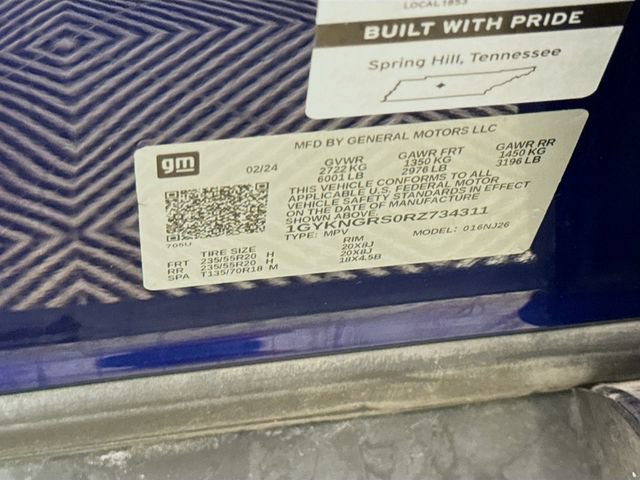 LOCAL 1853
BUILT WITH PRIDE
Spring Hill, Tennessee
gm
02/24
MFD BY GENERAL MOTORS LLC
GVWR GAWR FRT GAWR RR
2722 KG 1350 KG 1450 KG
6001 LB 2976 LB 3196 LB
THIS VEHICLE CONFORMS TO ALL
APPLICABLE U.S. FEDERAL MOTOR
VEHICLE SAFETY STANDARDS IN EFFECT
ON THE DATE OF MANUFACTURE
SHOWN ABOVE.
1GYKNGRS0RZ734311
TYPE: MPV MODEL: 016NJ26
706U
TIRE SIZE RIM
FRT 235/55R20 H 20X8J
RR 235/55R20 H 20X8J
SPA T135/70R18 M 18X4.5B